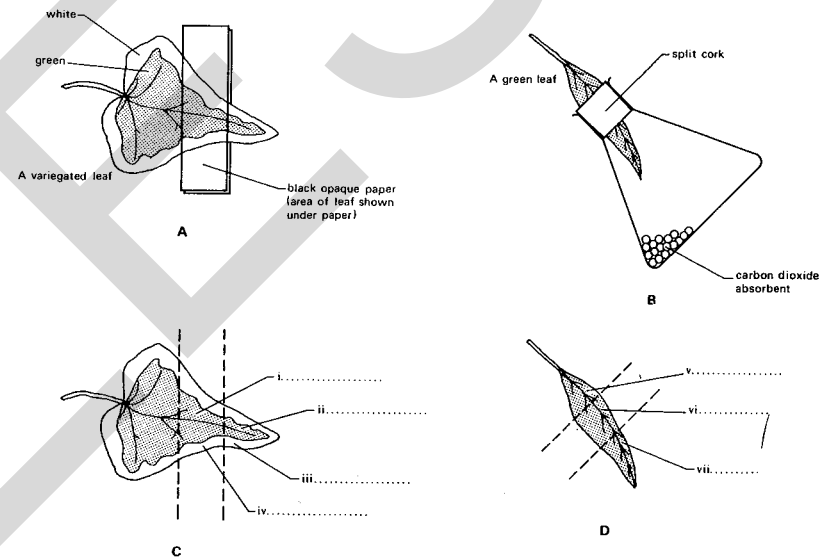 white
green
A variegated leaf
black opaque paper
(area of leaf shown
under paper)
A
split cork
A green leaf
carbon dioxide
absorbent
B
i....................
ii......................
iii......................
iv....................
C
v..................
vi...............
vii.........
D